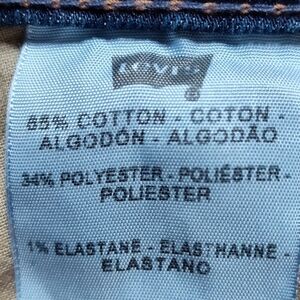 LEVI'S
65% COTTON - COTON -
ALGODÓN - ALGODÃO
34% POLYESTER - POLIÉSTER -
POLIESTER
1% ELASTANE - ELASTHANNE -
ELASTANO